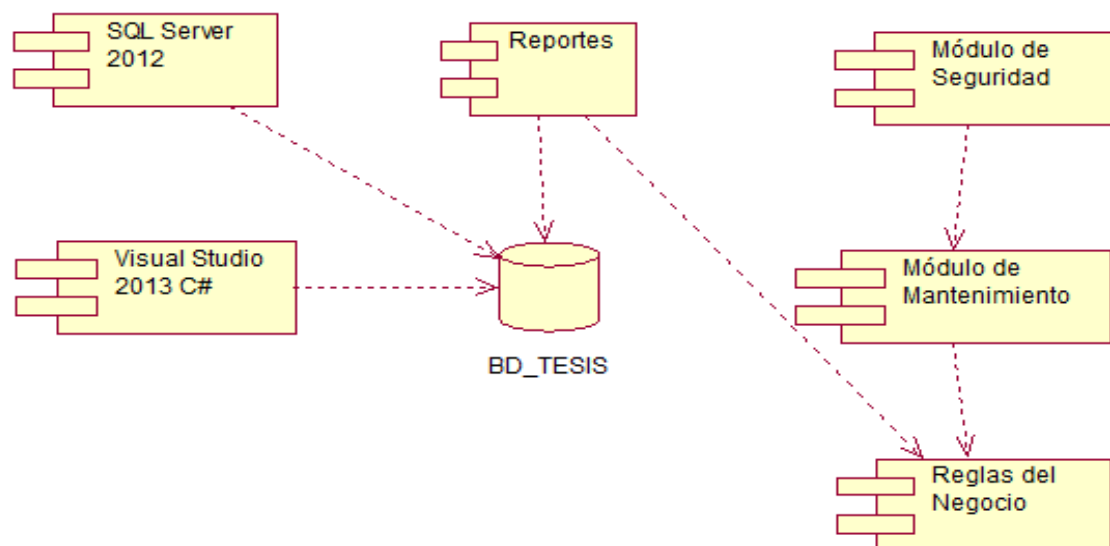 SQL Server
2012
Reportes
Módulo de
Seguridad
Visual Studio
2013 C#
BD_TESIS
Módulo de
Mantenimiento
Reglas del
Negocio